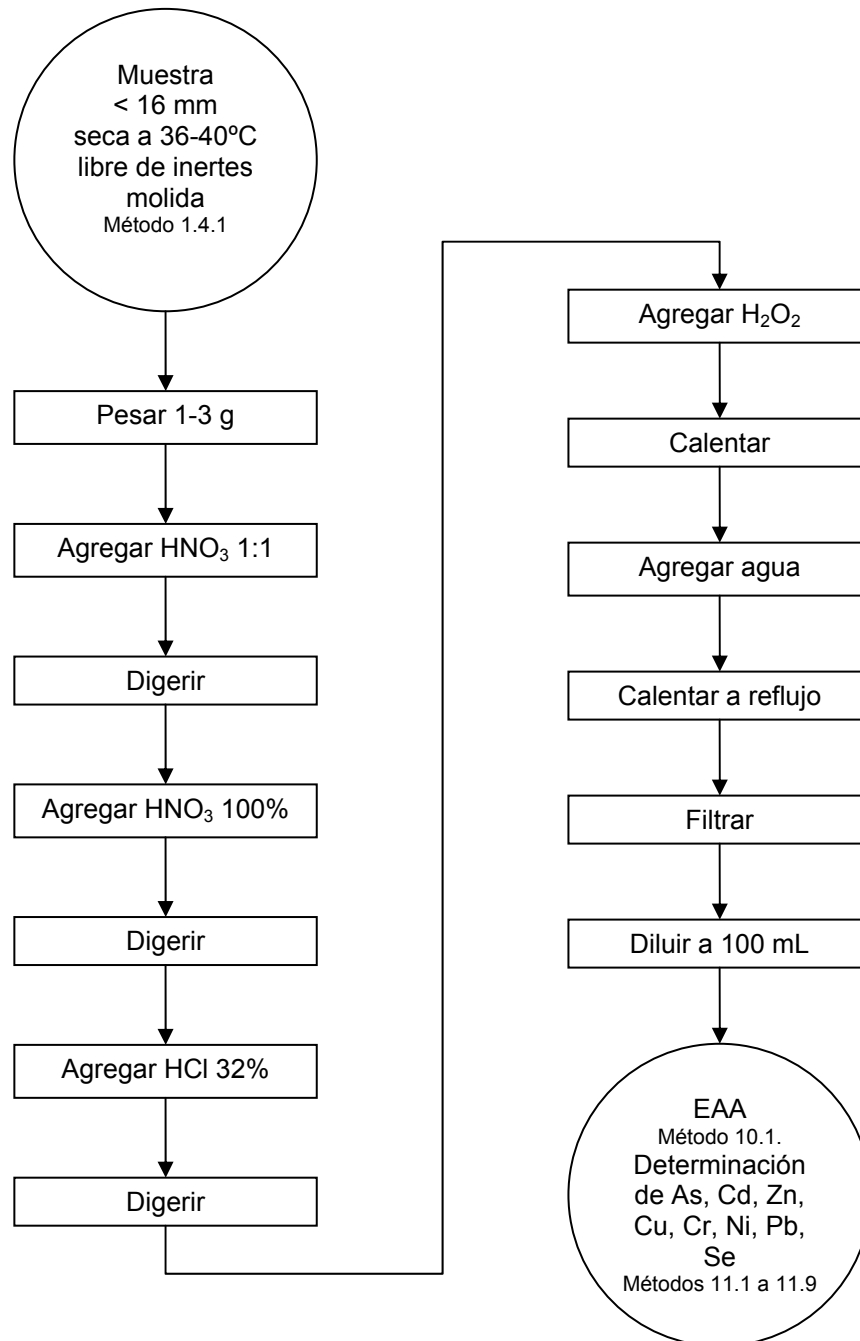 Muestra
< 16 mm
seca a 36-40ºC
libre de inertes
molida
Método 1.4.1
Pesar 1-3 g
Agregar HNO₃ 1:1
Digerir
Agregar HNO₃ 100%
Digerir
Agregar HCl 32%
Digerir
Agregar H₂O₂
Calentar
Agregar agua
Calentar a reflujo
Filtrar
Diluir a 100 mL
EAA
Método 10.1.
Determinación
de As, Cd, Zn,
Cu, Cr, Ni, Pb,
Se
Métodos 11.1 a 11.9